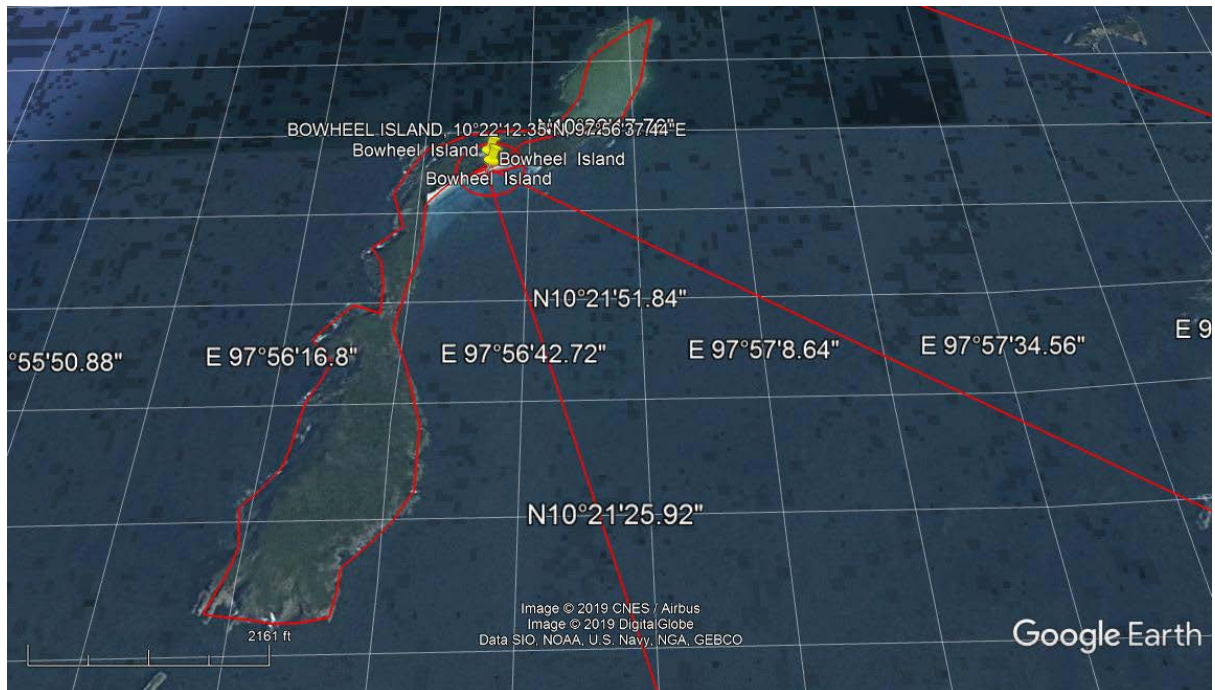 BOWHEEL ISLAND, 10°22'12.35"N, 97°56'37.44"E
Bowheel Island
Bowheel Island
Bowheel Island
N10°21'51.84"
°55'50.88"
E 97°56'16.8"
E 97°56'42.72"
E 97°57'8.64"
E 97°57'34.56"
E 9
N10°21'25.92"
Image © 2019 CNES / Airbus
Image © 2019 DigitalGlobe
Data SIO, NOAA, U.S. Navy, NGA, GEBCO
2161 ft
Google Earth